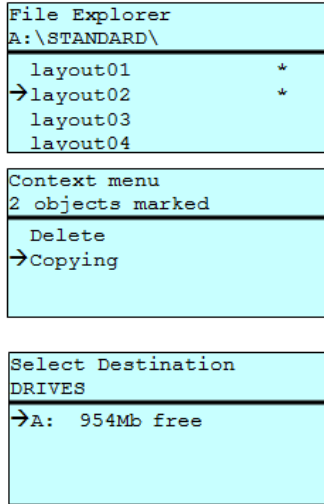 File Explorer
A:\STANDARD\
layout01 *
→layout02 *
layout03
layout04
Context menu
2 objects marked
Delete
→Copying
Select Destination
DRIVES
→A: 954Mb free